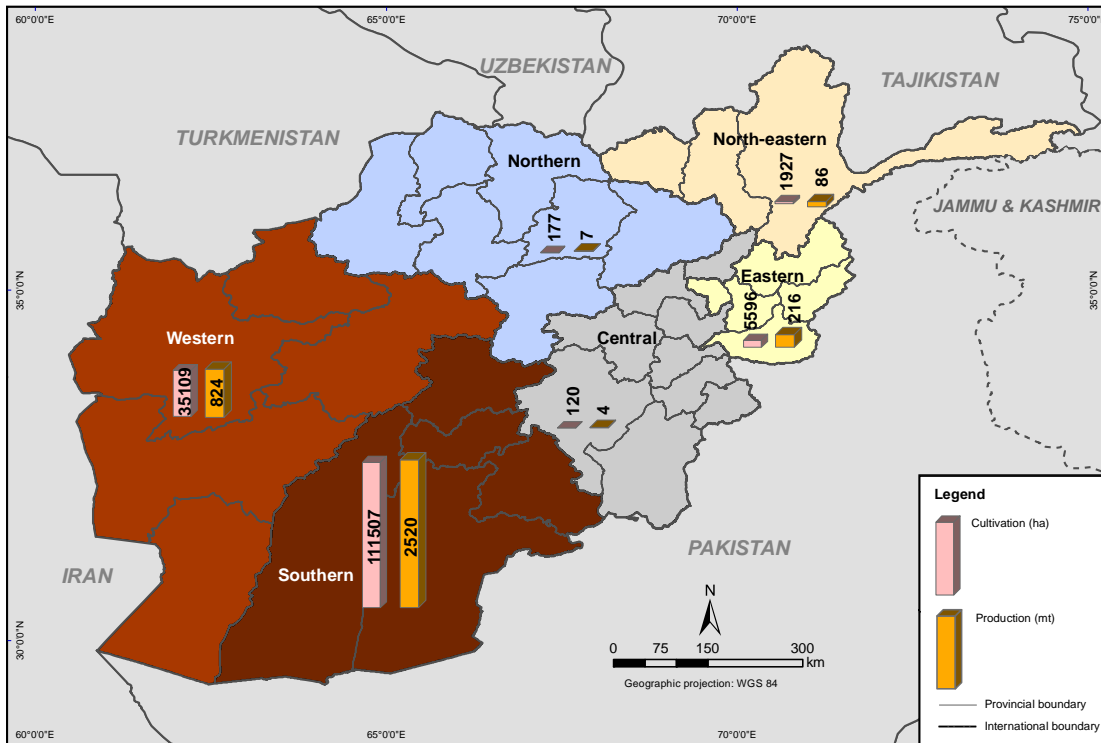 60°0'0"E
65°0'0"E
70°0'0"E
75°0'0"E
UZBEKISTAN
TAJIKISTAN
TURKMENISTAN
North-eastern
Northern
1927
86
JAMMU & KASHMIR
177
7
35°0'0"N
35°0'0"N
Eastern
5596
216
Western
Central
35109
824
120
4
Legend
Cultivation (ha)
111507
2520
PAKISTAN
IRAN
Southern
N
Production (mt)
30°0'0"N
30°0'0"N
0 75 150 300
km
Geographic projection: WGS 84
Provincial boundary
International boundary
60°0'0"E
65°0'0"E
70°0'0"E